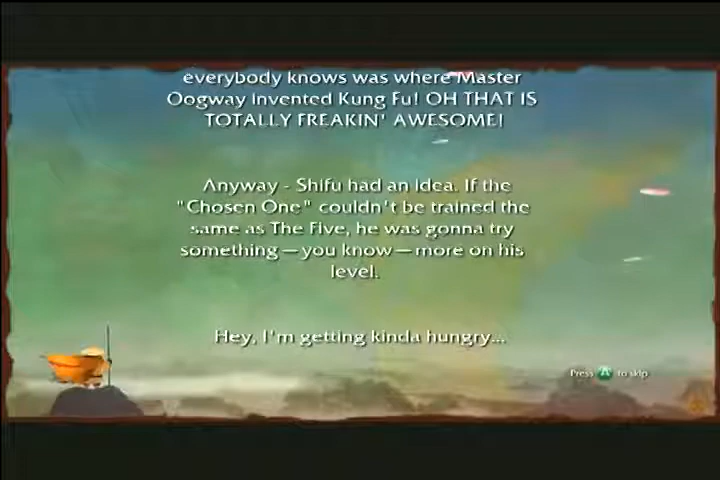 everybody knows was where Master
Oogway invented Kung Fu! OH THAT IS
TOTALLY FREAKIN' AWESOME!
Anyway - Shifu had an idea. If the
"Chosen One" couldn't be trained the
same as The Five, he was gonna try
something—you know—more on his
level.
Hey, I'm getting kinda hungry...
Press A to skip